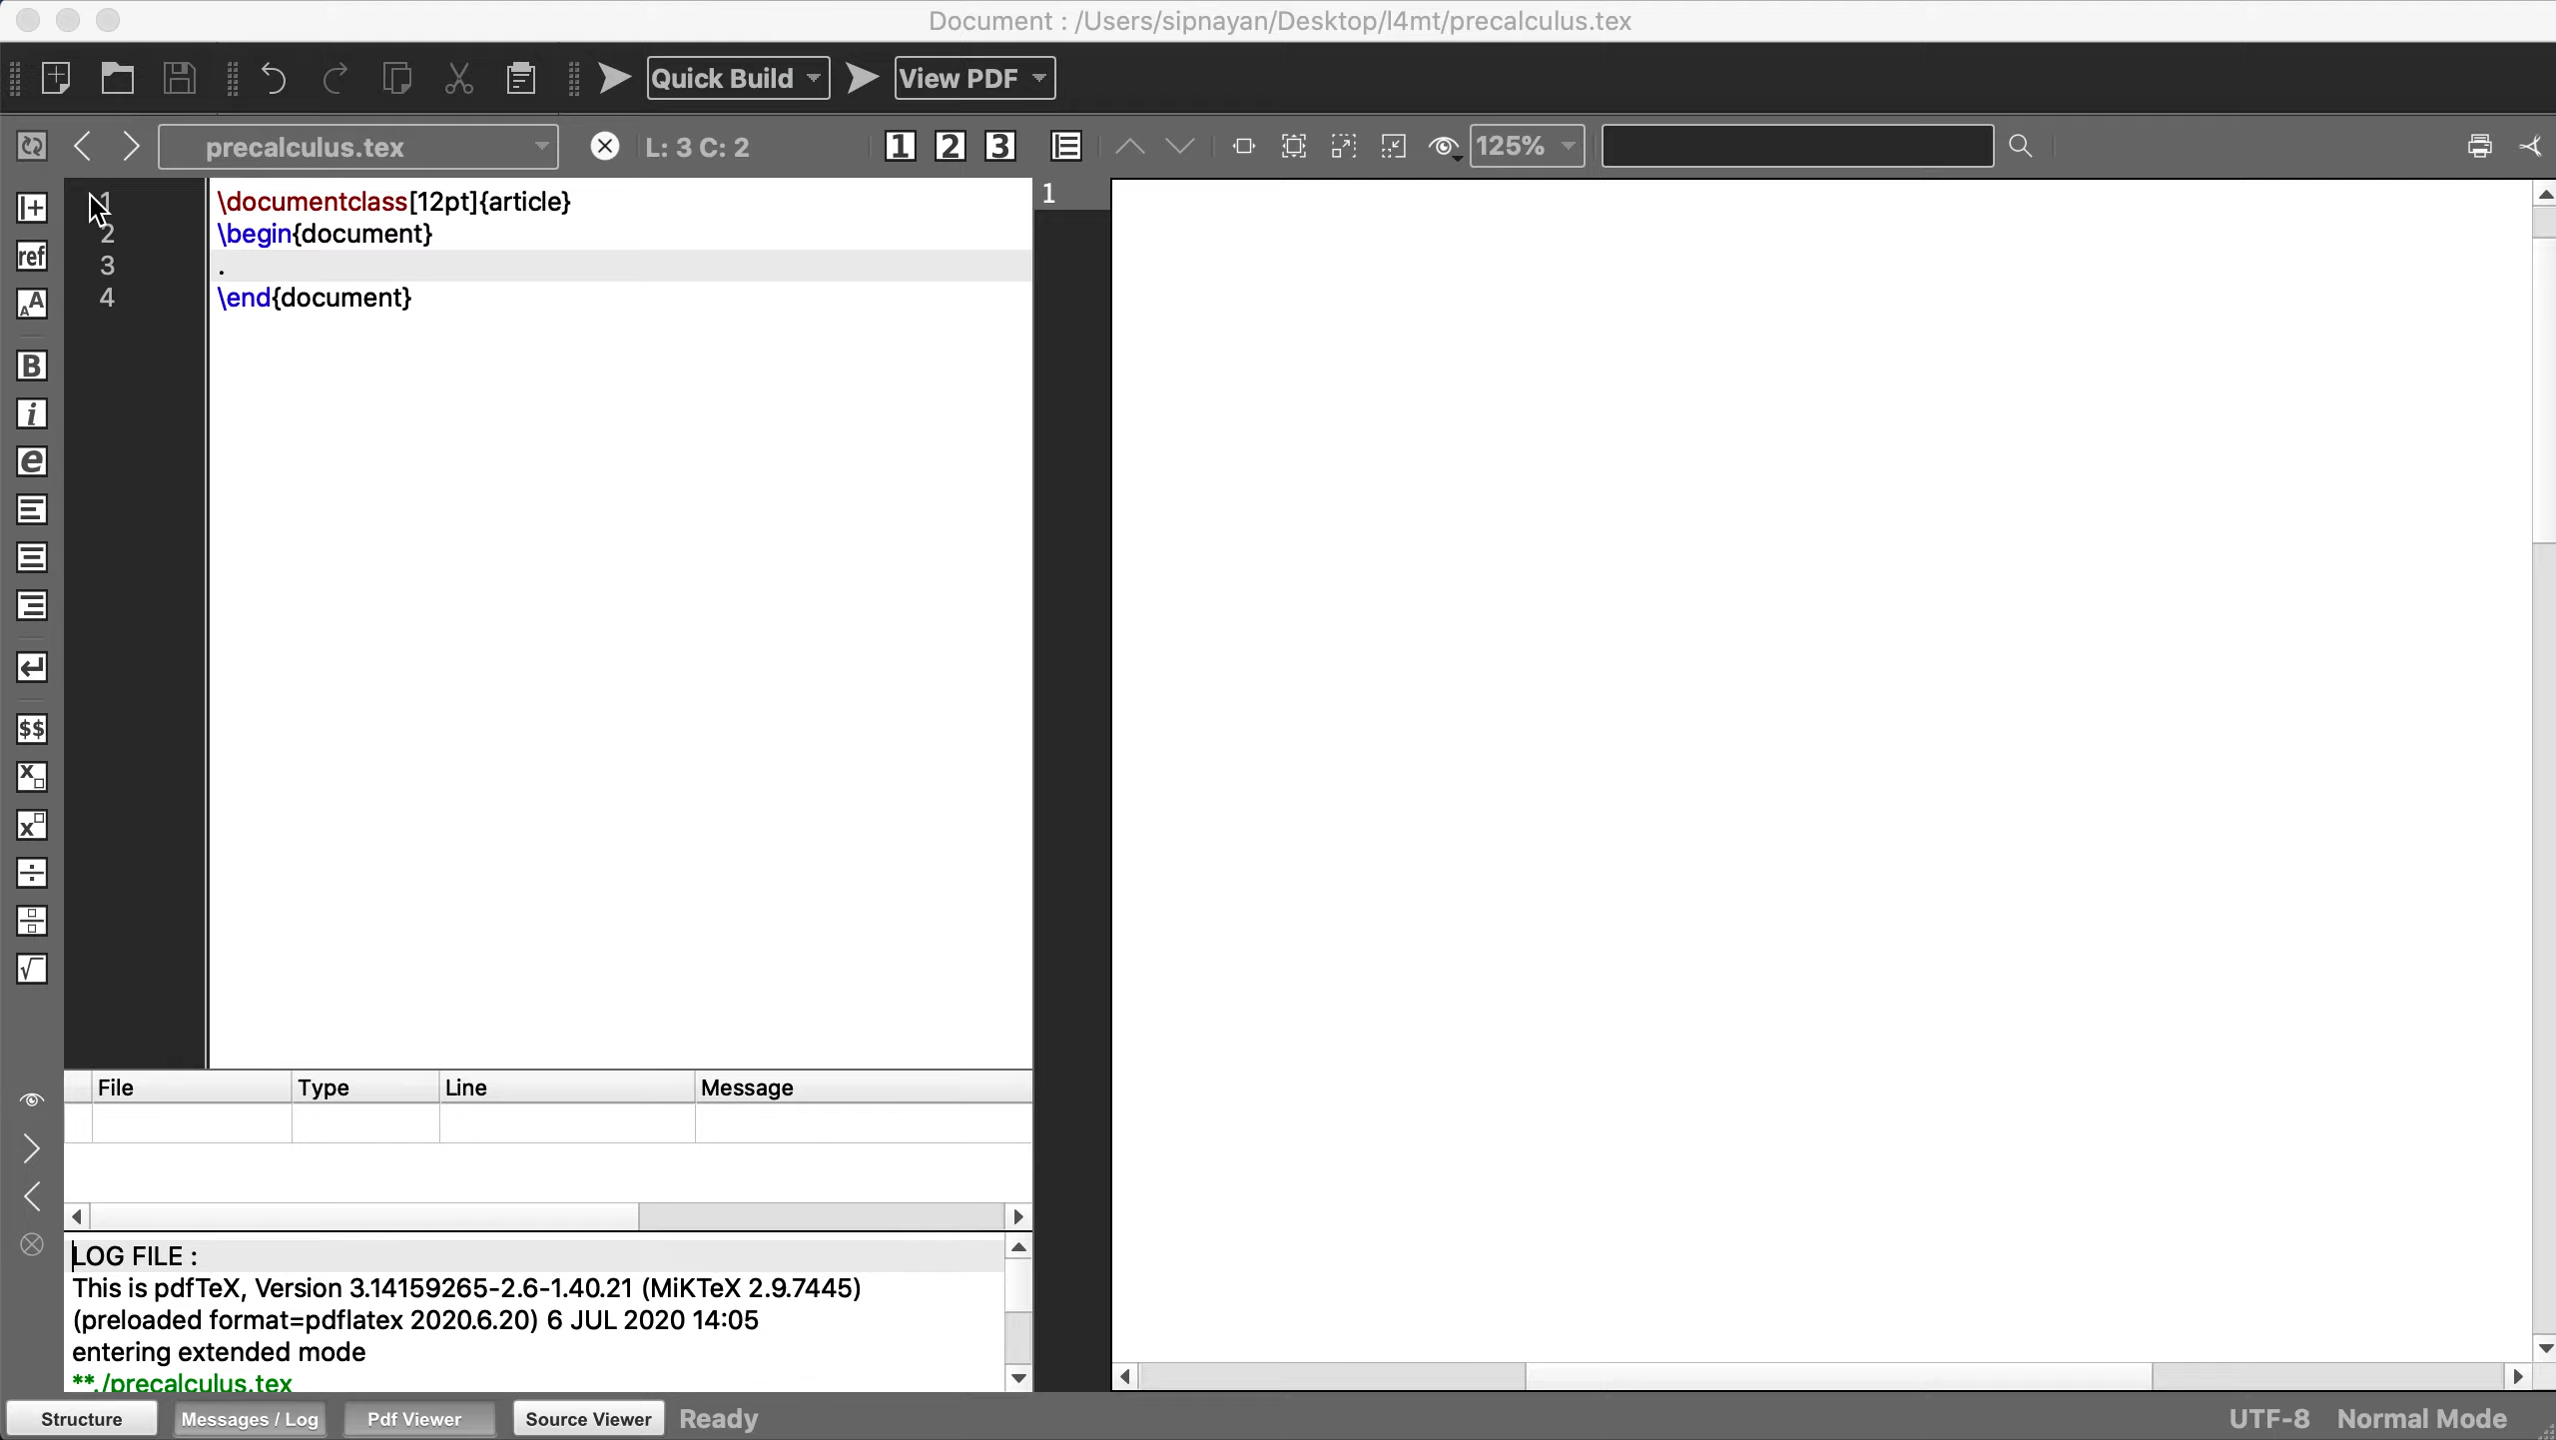 Document : /Users/sipnayan/Desktop/l4mt/precalculus.tex
Quick Build
View PDF
precalculus.tex
L: 3 C: 2
1 2 3
125%
1 \documentclass[12pt]{article}
2 \begin{document}
3 .
4 \end{document}
1
ref
AA
B
i
e
$$
File Type Line Message
LOG FILE :
This is pdfTeX, Version 3.14159265-2.6-1.40.21 (MiKTeX 2.9.7445)
(preloaded format=pdflatex 2020.6.20) 6 JUL 2020 14:05
entering extended mode
**./precalculus.tex
Structure Messages / Log Pdf Viewer Source Viewer Ready UTF-8 Normal Mode